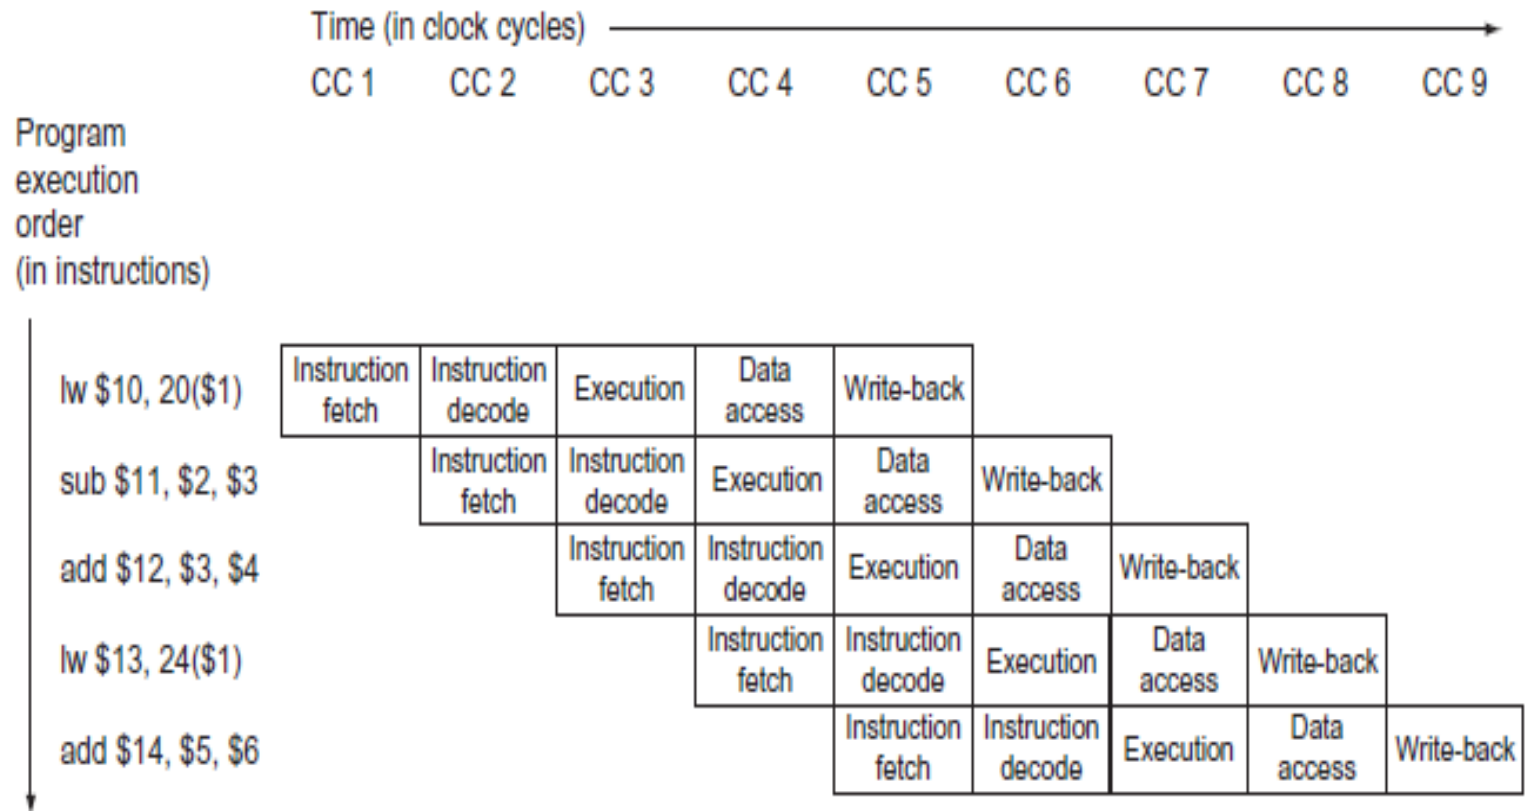 Time (in clock cycles)
CC 1 CC 2 CC 3 CC 4 CC 5 CC 6 CC 7 CC 8 CC 9
Program
execution
order
(in instructions)
lw $10, 20($1)
Instruction
fetch
Instruction
decode
Execution
Data
access
Write-back
sub $11, $2, $3
Instruction
fetch
Instruction
decode
Execution
Data
access
Write-back
add $12, $3, $4
Instruction
fetch
Instruction
decode
Execution
Data
access
Write-back
lw $13, 24($1)
Instruction
fetch
Instruction
decode
Execution
Data
access
Write-back
add $14, $5, $6
Instruction
fetch
Instruction
decode
Execution
Data
access
Write-back